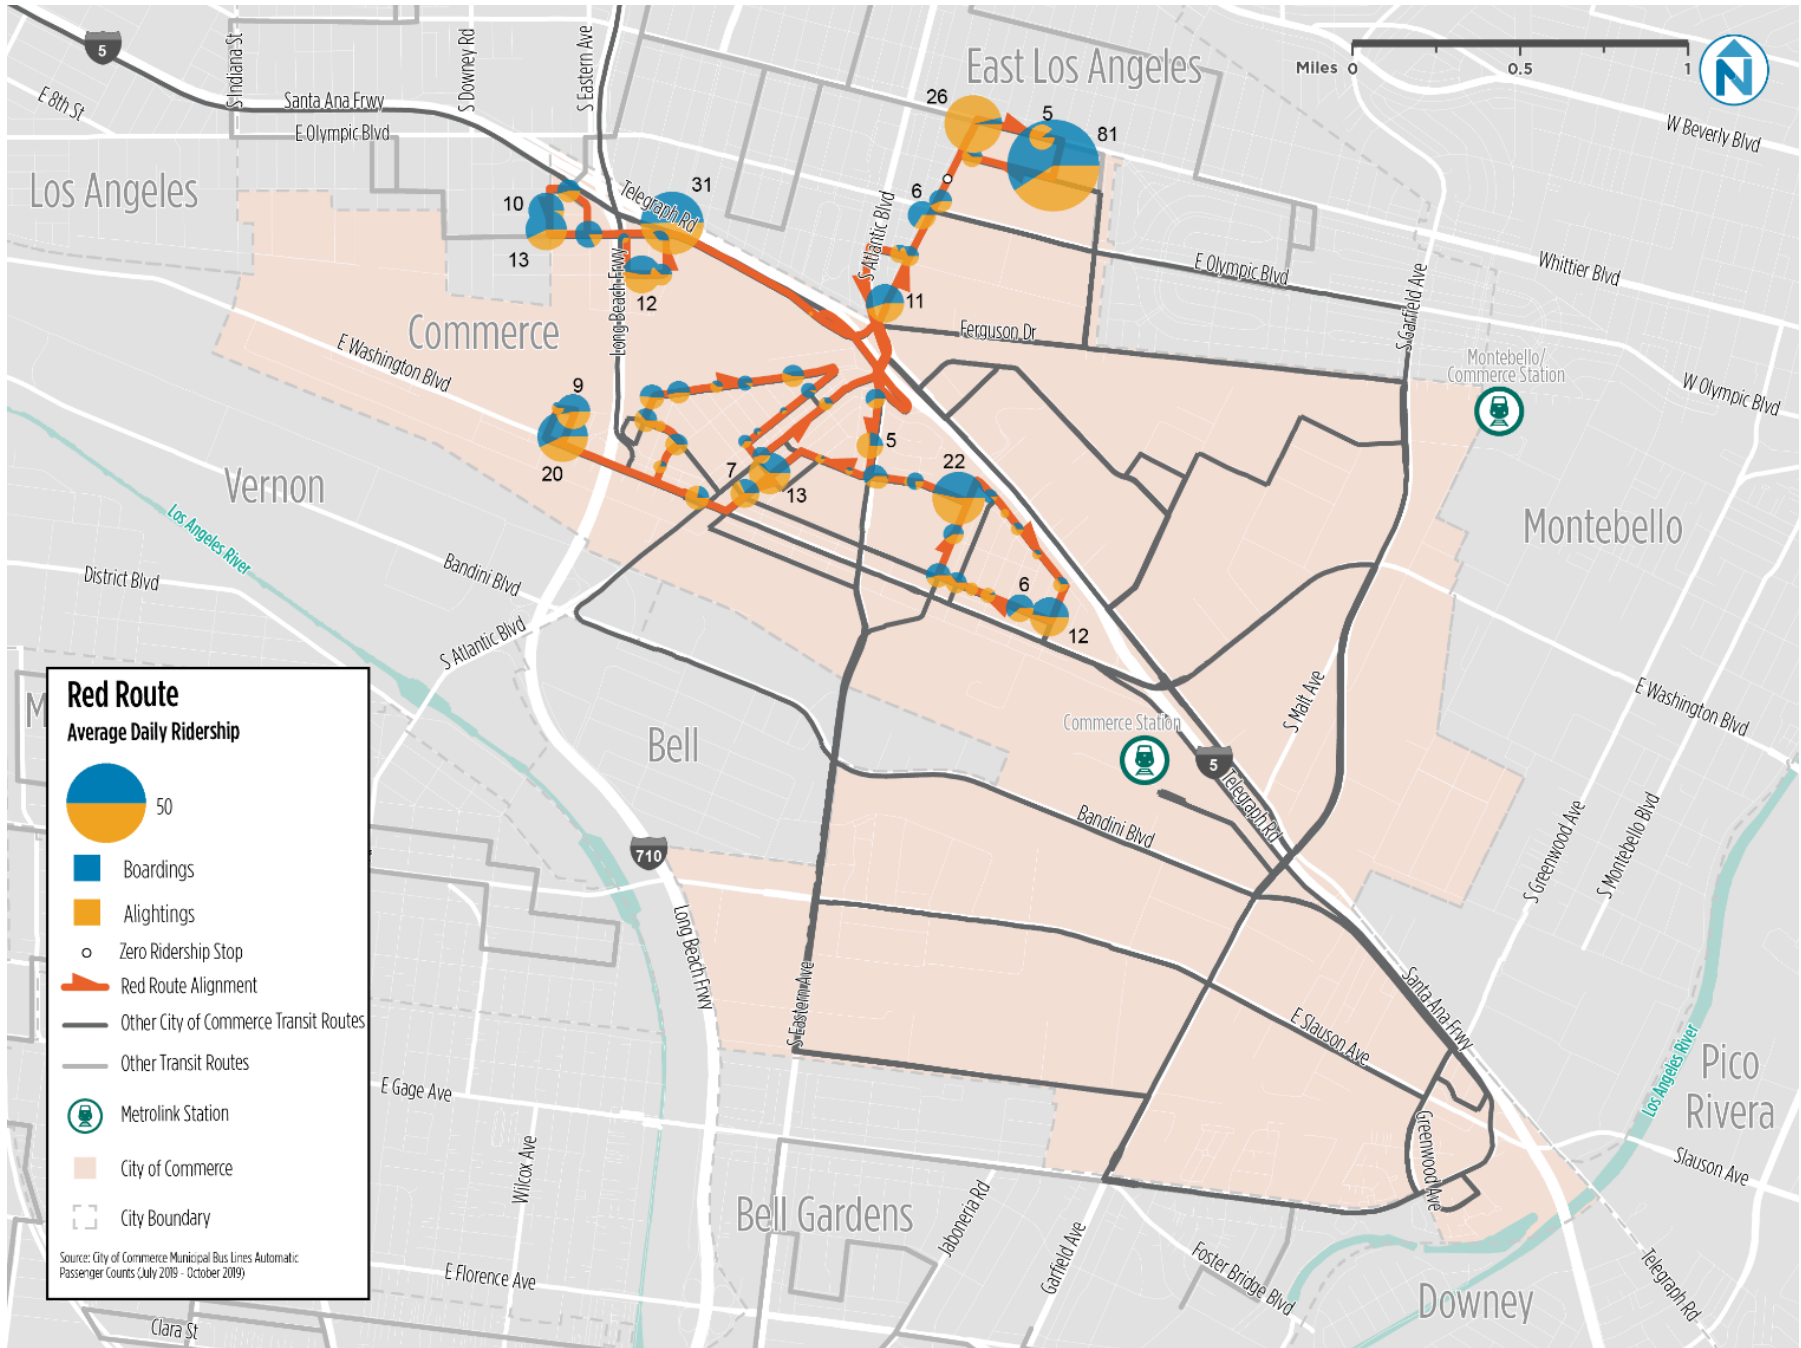 5
S Indiana St
S Downey Rd
S Eastern Ave
East Los Angeles
Miles 0 0.5 1
N
E 8th St
Santa Ana Frwy
E Olympic Blvd
26
5
81
W Beverly Blvd
Los Angeles
10
13
Telegraph Rd
31
6
S Atlantic Blvd
E Olympic Blvd
Whittier Blvd
12
Long Beach Frwy
11
S Garfield Ave
Commerce
Ferguson Dr
E Washington Blvd
Montebello/
Commerce Station
W Olympic Blvd
9
20
5
7
13
22
Vernon
Los Angeles River
Montebello
District Blvd
Bandini Blvd
6
12
S Atlantic Blvd
S Malt Ave
E Washington Blvd
Bell
Commerce Station
5
Telegraph Rd
Bandini Blvd
S Greenwood Ave
S Montebello Blvd
710
Long Beach Frwy
S Eastern Ave
E Slauson Ave
Santa Ana Frwy
Los Angeles River
Pico
Rivera
M
Red Route
Average Daily Ridership
50
Boardings
Alightings
Zero Ridership Stop
Red Route Alignment
Other City of Commerce Transit Routes
Other Transit Routes
Metrolink Station
City of Commerce
City Boundary
Source: City of Commerce Municipal Bus Lines Automatic
Passenger Counts (July 2019 - October 2019)
E Gage Ave
Wilcox Ave
Greenwood Ave
Slauson Ave
Bell Gardens
Jaboneria Rd
Garfield Ave
Foster Bridge Blvd
Telegraph Rd
E Florence Ave
Downey
Clara St